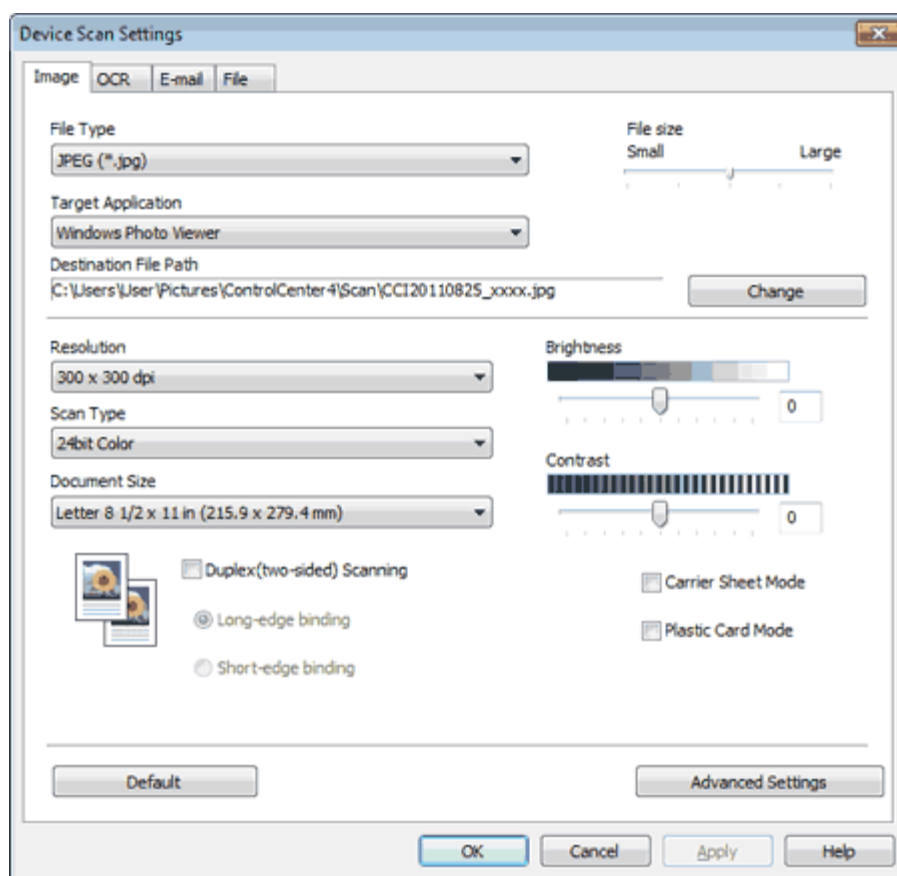 Device Scan Settings
Image OCR E-mail File
File Type
JPEG (*.jpg)
File size
Small Large
Target Application
Windows Photo Viewer
Destination File Path
C:\Users\User\Pictures\ControlCenter4\Scan\CCI20110825_xxxx.jpg
Change
Resolution
300 x 300 dpi
Brightness
0
Scan Type
24bit Color
Document Size
Letter 8 1/2 x 11 in (215.9 x 279.4 mm)
Contrast
0
Duplex(two-sided) Scanning
Long-edge binding
Short-edge binding
Carrier Sheet Mode
Plastic Card Mode
Default Advanced Settings
OK Cancel Apply Help